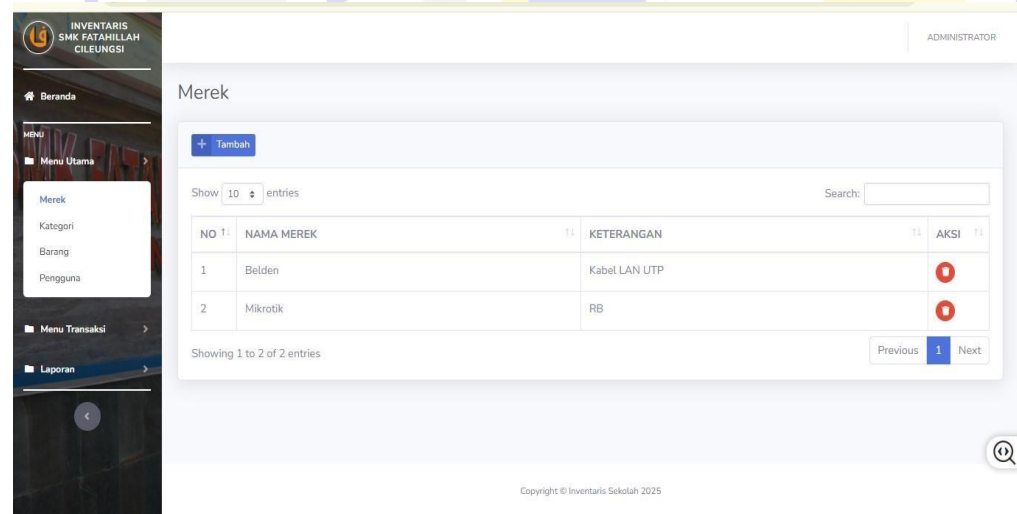 INVENTARIS
SMK FATAHILLAH
CILEUNGSI
ADMINISTRATOR
Beranda
MENU
Menu Utama
Merek
Kategori
Barang
Pengguna
Menu Transaksi
Laporan
Merek
+ Tambah
Show 10 entries
Search:
NO NAMA MEREK KETERANGAN AKSI
1 Belden Kabel LAN UTP
2 Mikrotik RB
Showing 1 to 2 of 2 entries
Previous 1 Next
Copyright © Inventaris Sekolah 2025